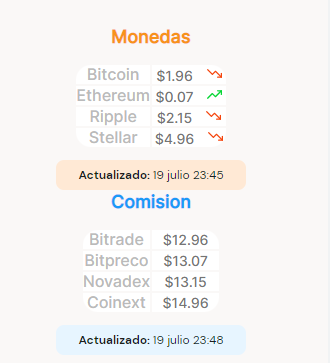 Monedas
Bitcoin $1.96
Ethereum $0.07
Ripple $2.15
Stellar $4.96
Actualizado: 19 julio 23:45
Comision
Bitrade $12.96
Bitpreco $13.07
Novadex $13.15
Coinext $14.96
Actualizado: 19 julio 23:48